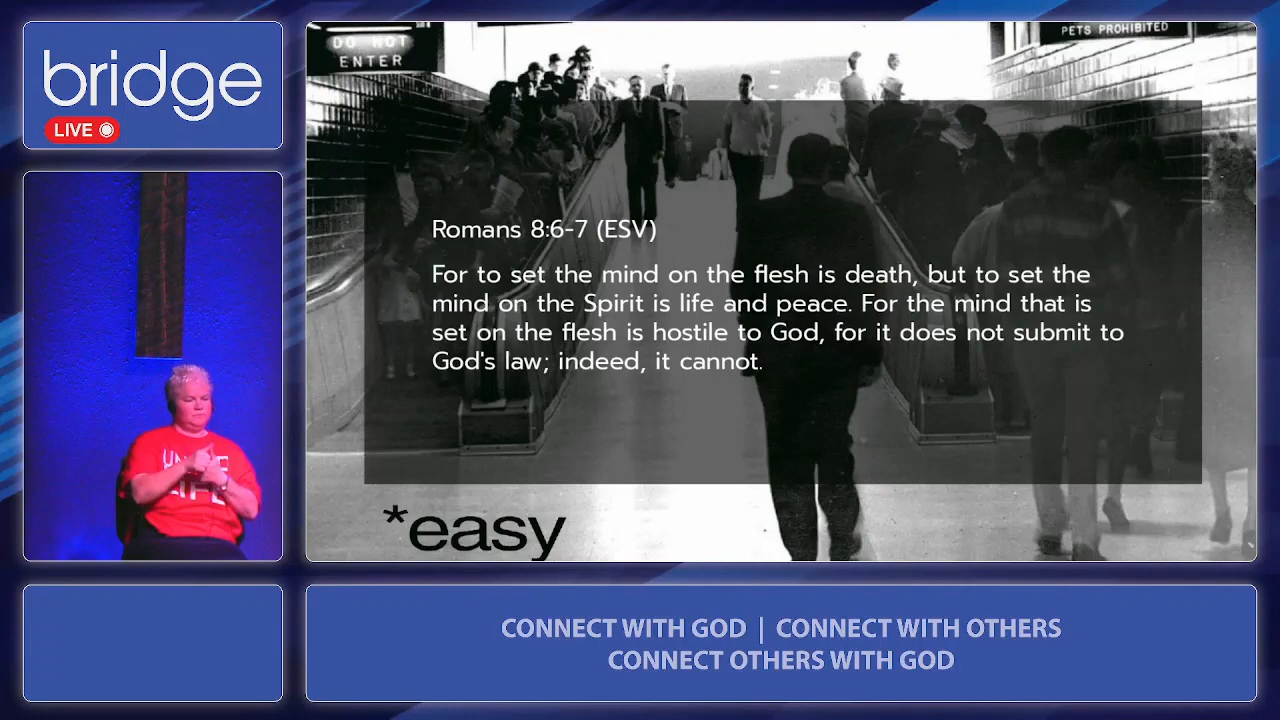 bridge
LIVE
DO NOT
ENTER
PETS PROHIBITED
Romans 8:6-7 (ESV)
For to set the mind on the flesh is death, but to set the
mind on the Spirit is life and peace. For the mind that is
set on the flesh is hostile to God, for it does not submit to
God's law; indeed, it cannot.
*easy
CONNECT WITH GOD | CONNECT WITH OTHERS
CONNECT OTHERS WITH GOD